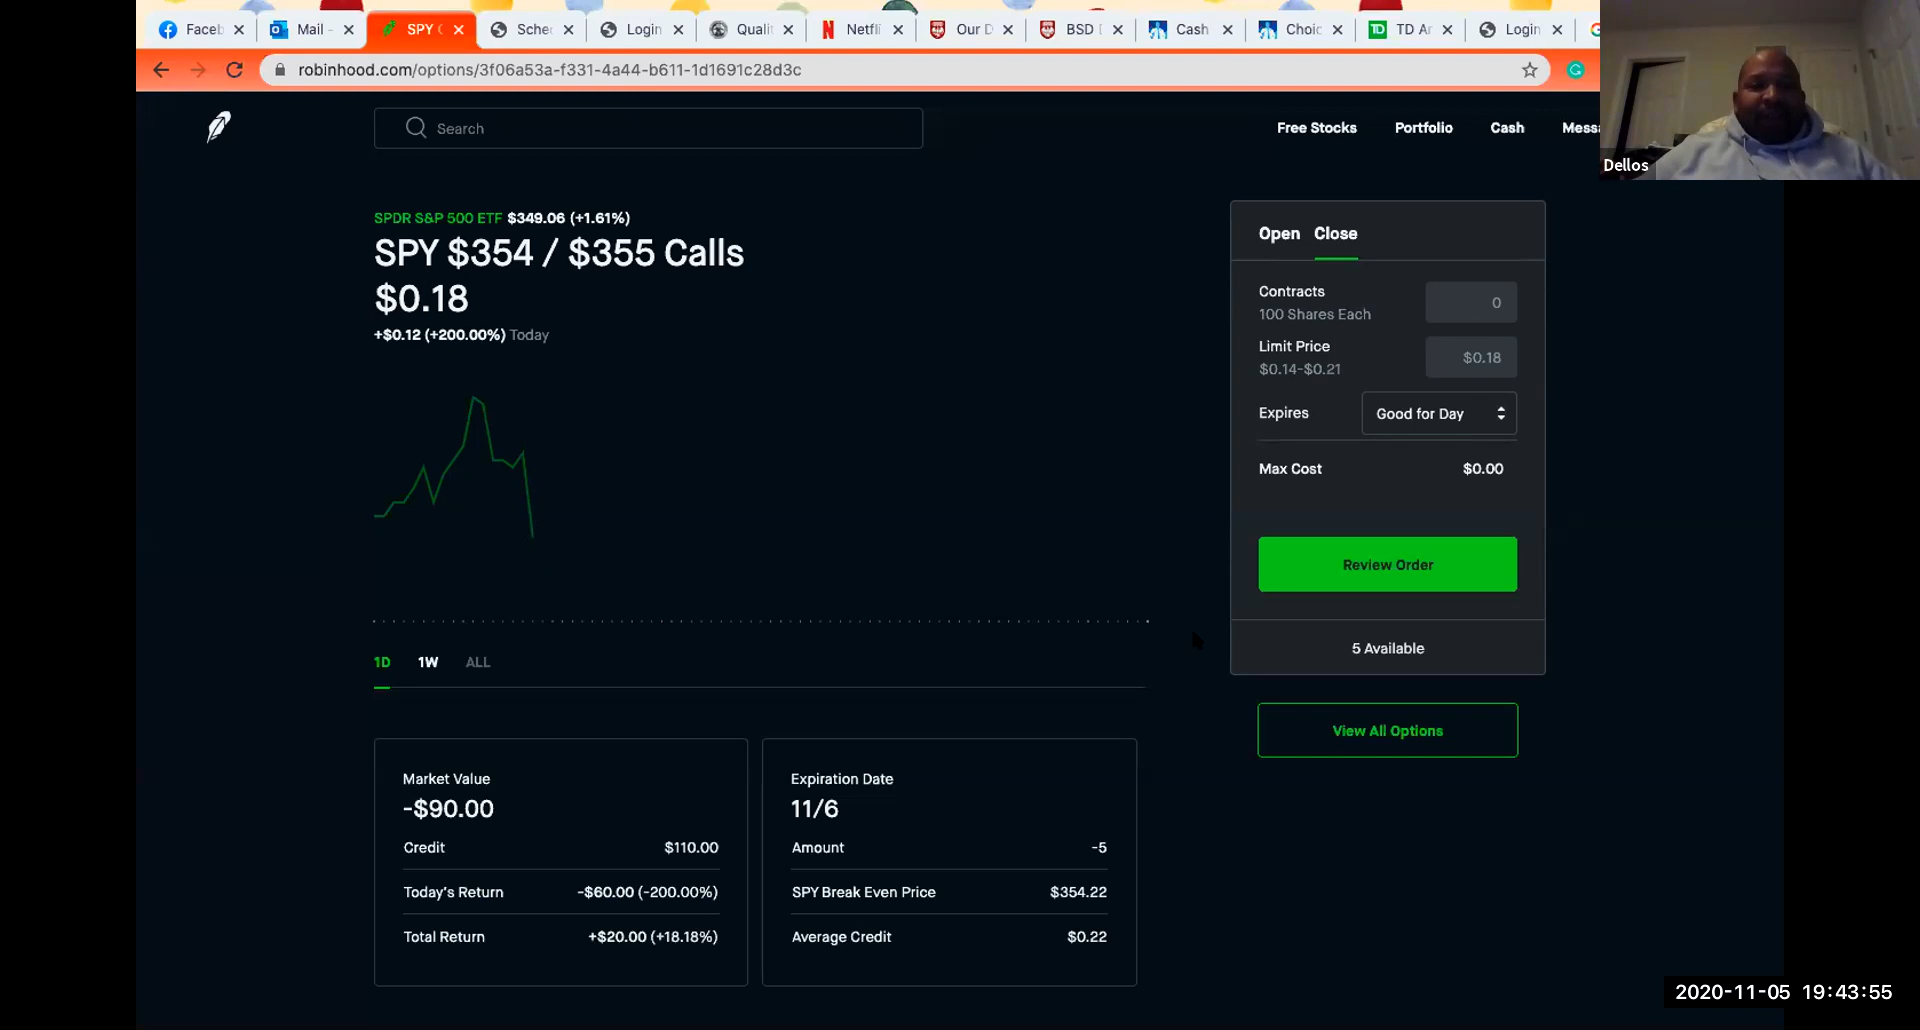 Faceb
Mail -
SPY
Sche
Login
Quali
Netfli
Our D
BSD
Cash
Choic
TD Ar
Login
robinhood.com/options/3f06a53a-f331-4a44-b611-1d1691c28d3c
Search
Free Stocks
Portfolio
Cash
Messa
Dellos
SPDR S&P 500 ETF $349.06 (+1.61%)
SPY $354 / $355 Calls
$0.18
+$0.12 (+200.00%) Today
1D 1W ALL
Market Value
-$90.00
Credit $110.00
Today's Return -$60.00 (-200.00%)
Total Return +$20.00 (+18.18%)
Expiration Date
11/6
Amount -5
SPY Break Even Price $354.22
Average Credit $0.22
Open Close
Contracts 0
100 Shares Each
Limit Price $0.18
$0.14-$0.21
Expires Good for Day
Max Cost $0.00
Review Order
5 Available
View All Options
2020-11-05 19:43:55